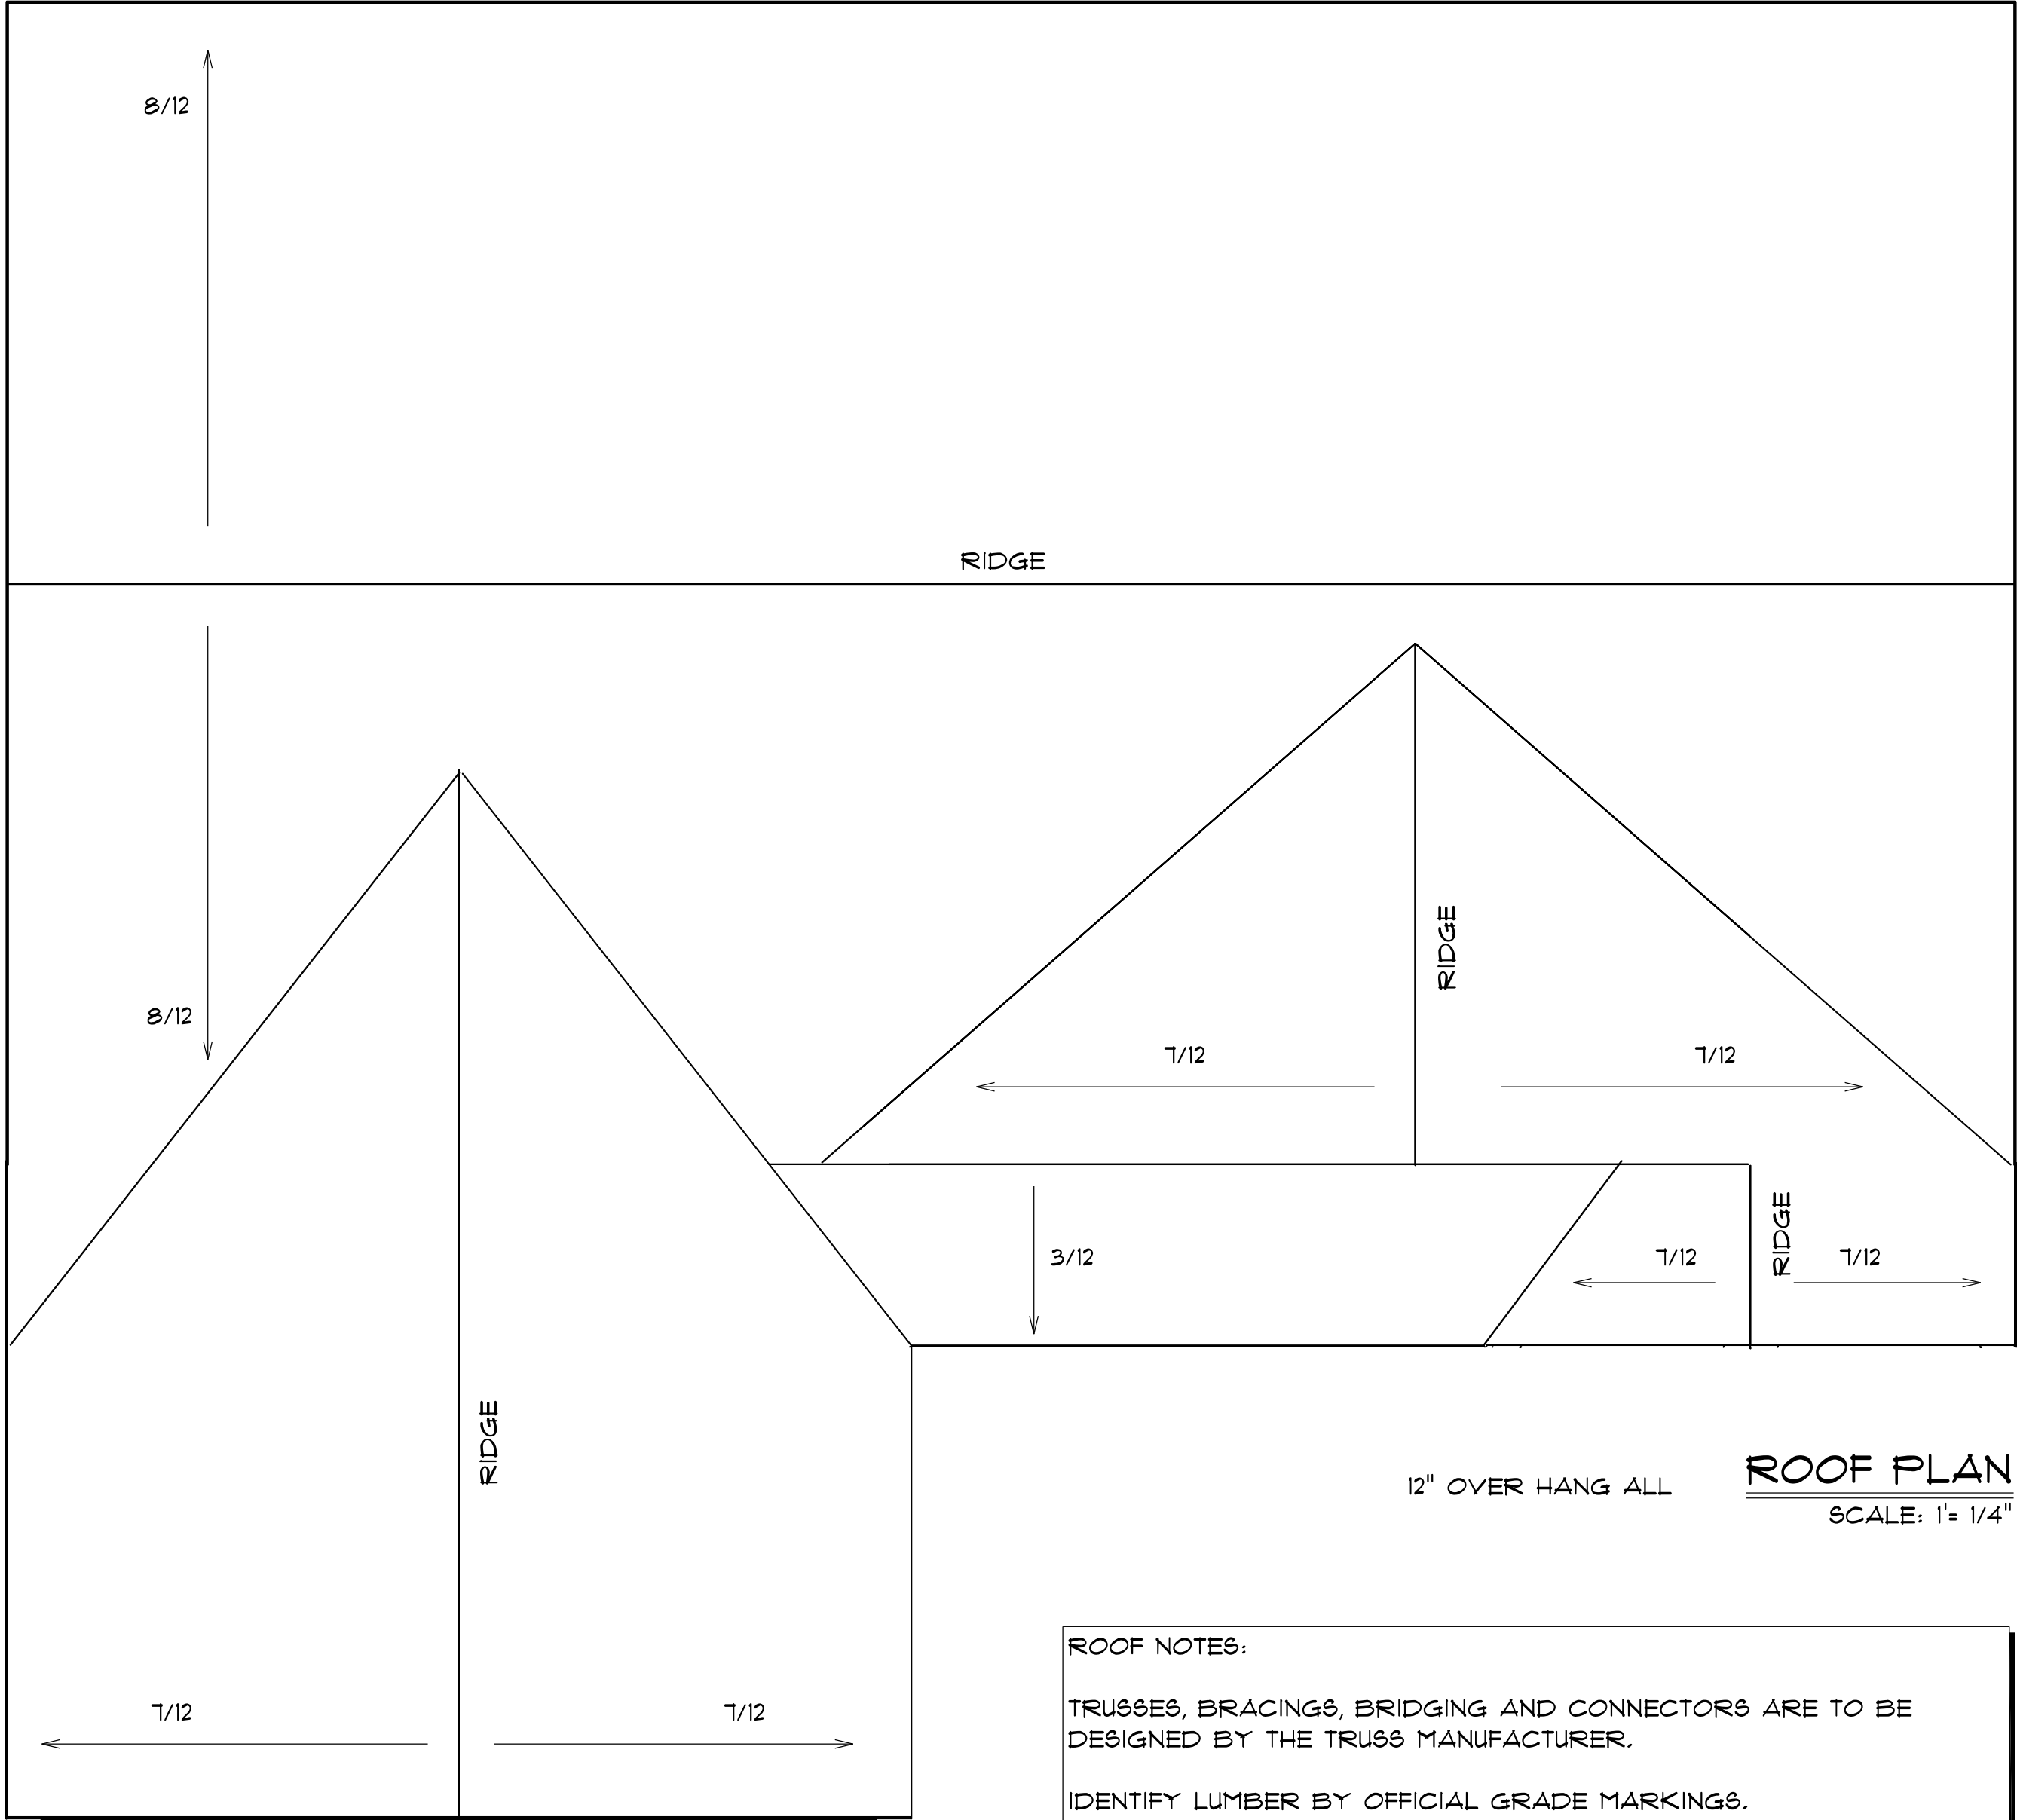 8/12
RIDGE
8/12
RIDGE
7/12
7/12
RIDGE
3/12
7/12
7/12
RIDGE
12" OVER HANG ALL
ROOF PLAN
SCALE: 1'= 1/4"
ROOF NOTES:
TRUSSES, BRACINGS, BRIDGING AND CONNECTORS ARE TO BE
DESIGNED BY THE TRUSS MANUFACTURER.
7/12
7/12
IDENTIFY LUMBER BY OFFICIAL GRADE MARKINGS.